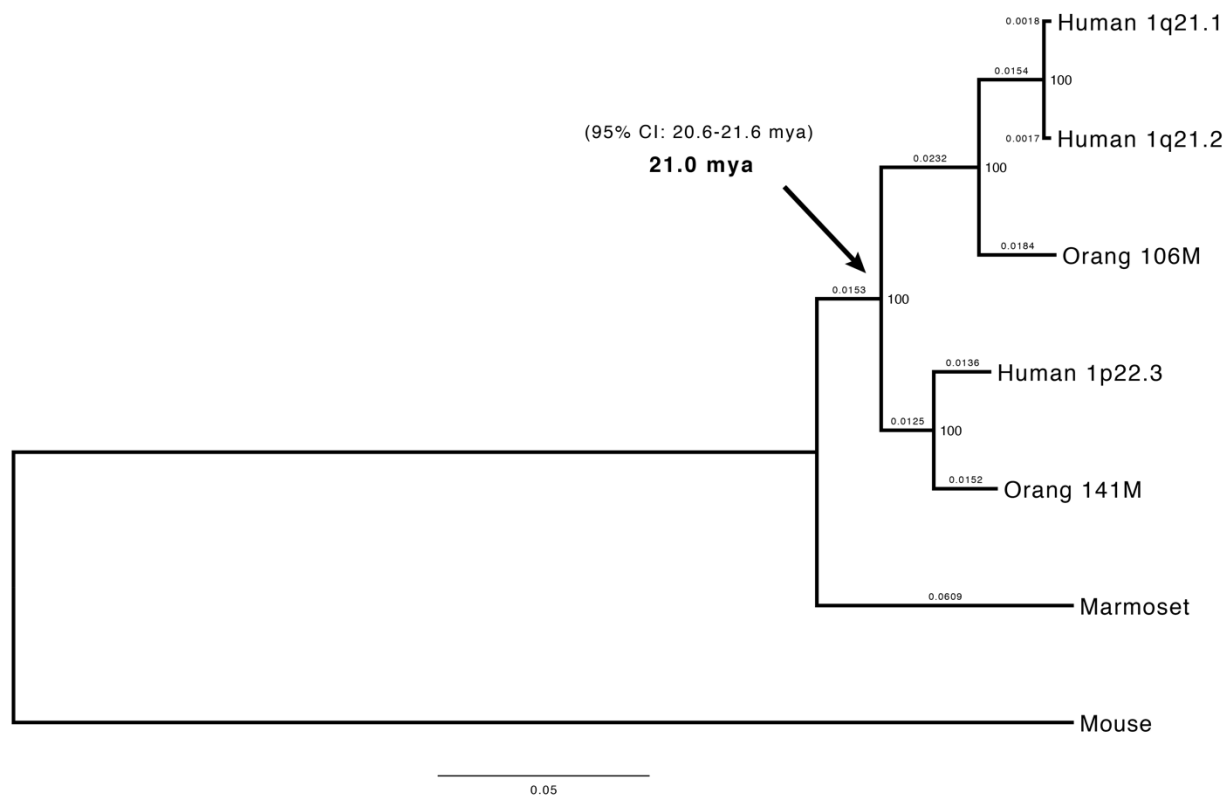 0.0018 Human 1q21.1
0.0154
100
0.0017 Human 1q21.2
(95% CI: 20.6-21.6 mya)
21.0 mya
0.0232
100
0.0184 Orang 106M
0.0153
100
0.0136 Human 1p22.3
0.0125
100
0.0152 Orang 141M
0.0609 Marmoset
Mouse
0.05